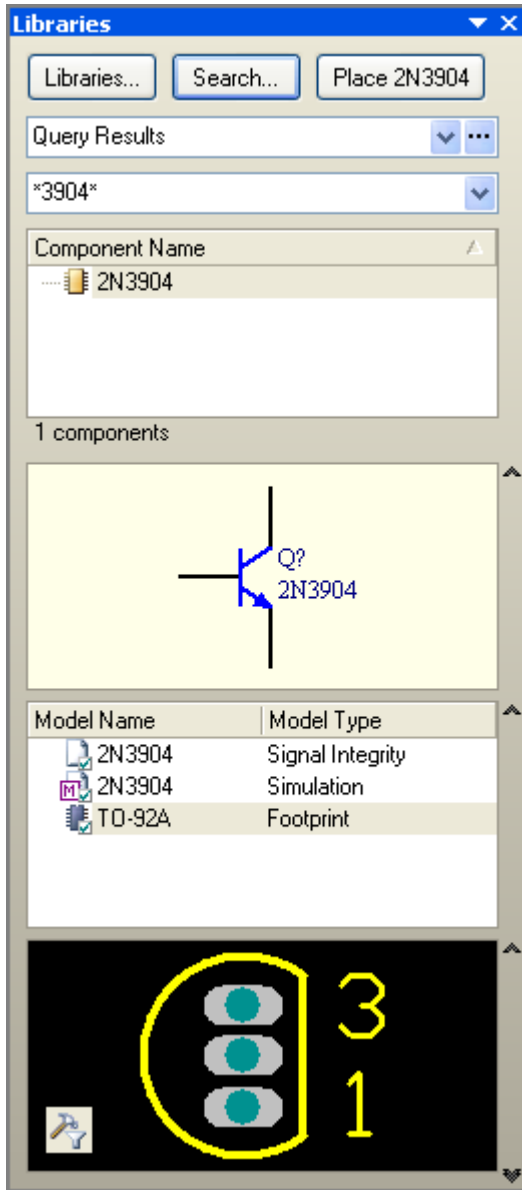 Libraries
Libraries... Search... Place 2N3904
Query Results
*3904*
Component Name
2N3904
1 components
Q?
2N3904
Model Name Model Type
2N3904 Signal Integrity
M 2N3904 Simulation
TO-92A Footprint
3
1